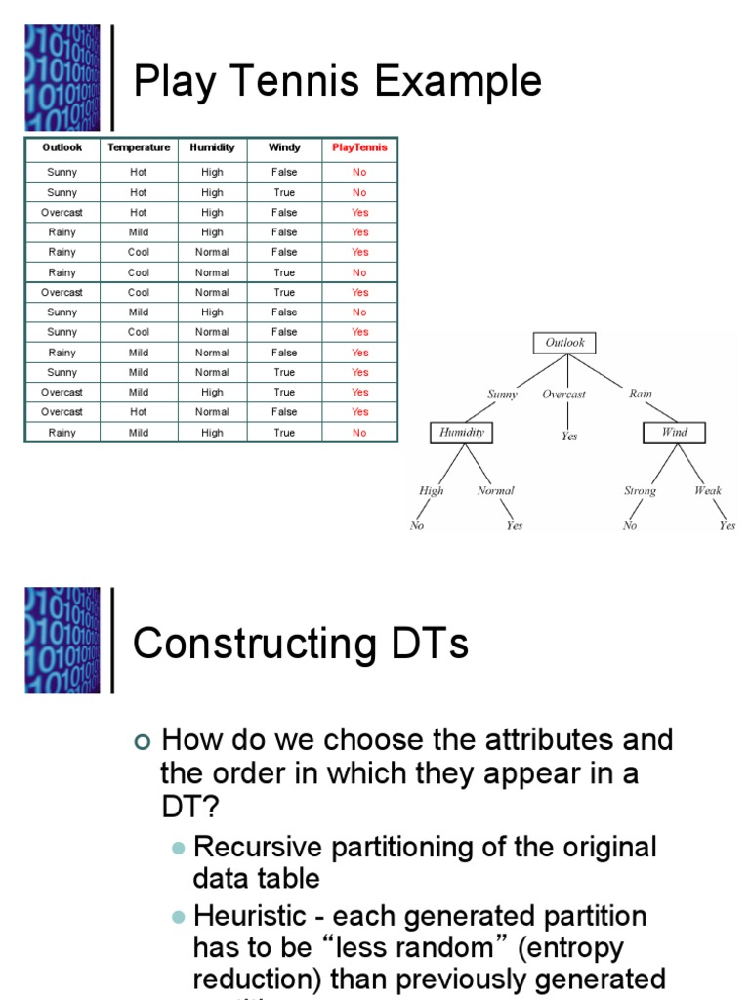 Play Tennis Example
Outlook Temperature Humidity Windy PlayTennis
Sunny Hot High False No
Sunny Hot High True No
Overcast Hot High False Yes
Rainy Mild High False Yes
Rainy Cool Normal False Yes
Rainy Cool Normal True No
Overcast Cool Normal True Yes
Sunny Mild High False No
Sunny Cool Normal False Yes
Rainy Mild Normal False Yes
Sunny Mild Normal True Yes
Overcast Mild High True Yes
Overcast Hot Normal False Yes
Rainy Mild High True No
Outlook
Sunny Overcast Rain
Humidity Yes Wind
High Normal Strong Weak
No Yes No Yes
Constructing DTs
How do we choose the attributes and
the order in which they appear in a
DT?
Recursive partitioning of the original
data table
Heuristic - each generated partition
has to be “less random” (entropy
reduction) than previously generated